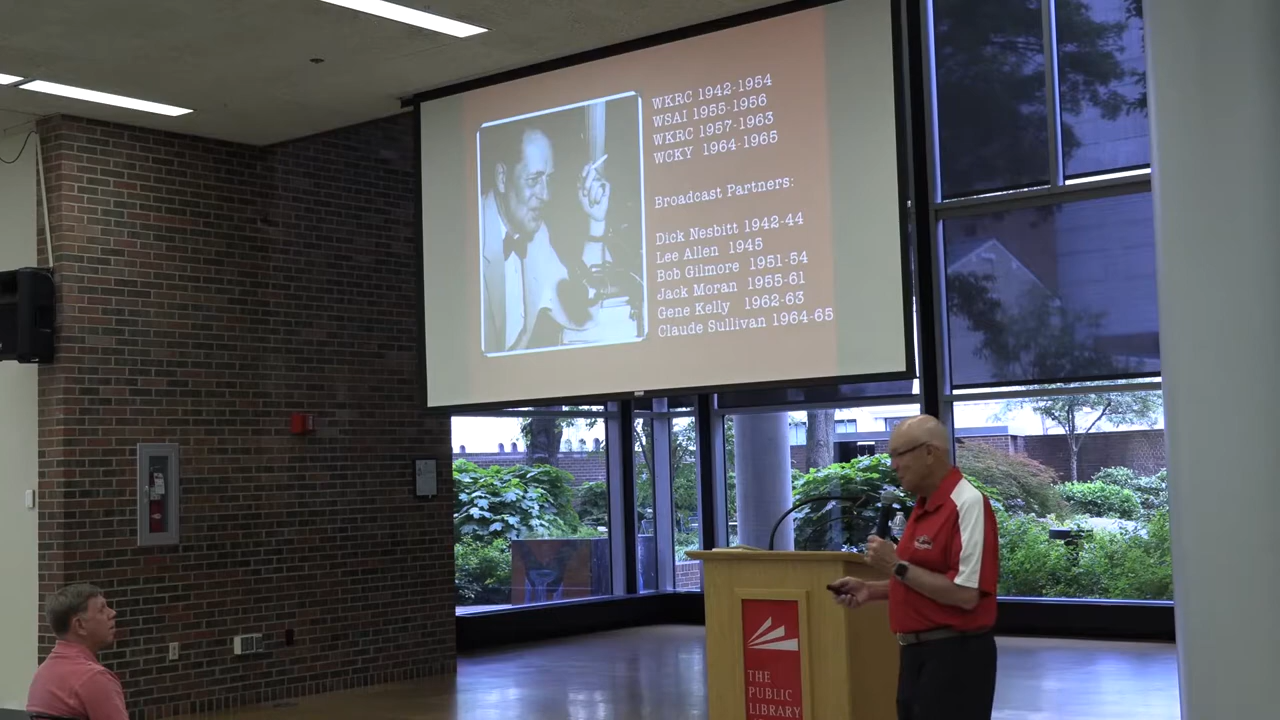 WKRC 1942-1954
WSAI 1955-1956
WKRC 1957-1963
WCKY 1964-1965
Broadcast Partners:
Dick Nesbitt 1942-44
Lee Allen 1945
Bob Gilmore 1951-54
Jack Moran 1955-61
Gene Kelly 1962-63
Claude Sullivan 1964-65
THE
PUBLIC
LIBRARY